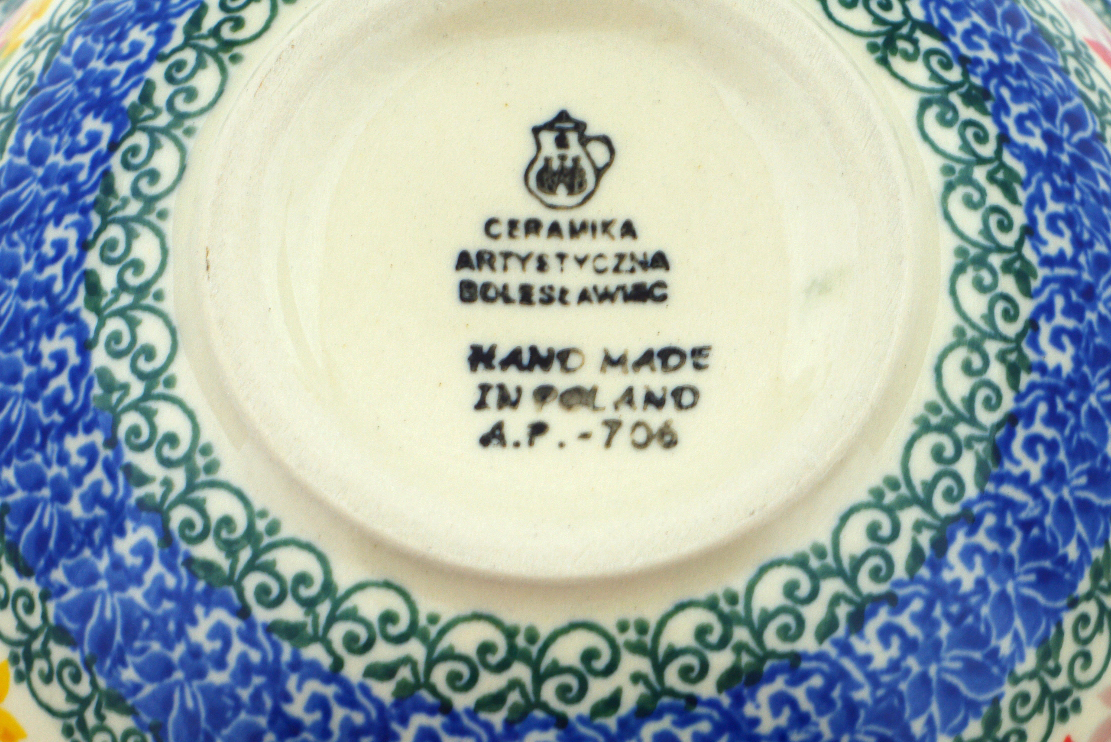 CERAMIKA
ARTYSTYCZNA
BOLESŁAWIEC
HAND MADE
IN POLAND
A.P.-706